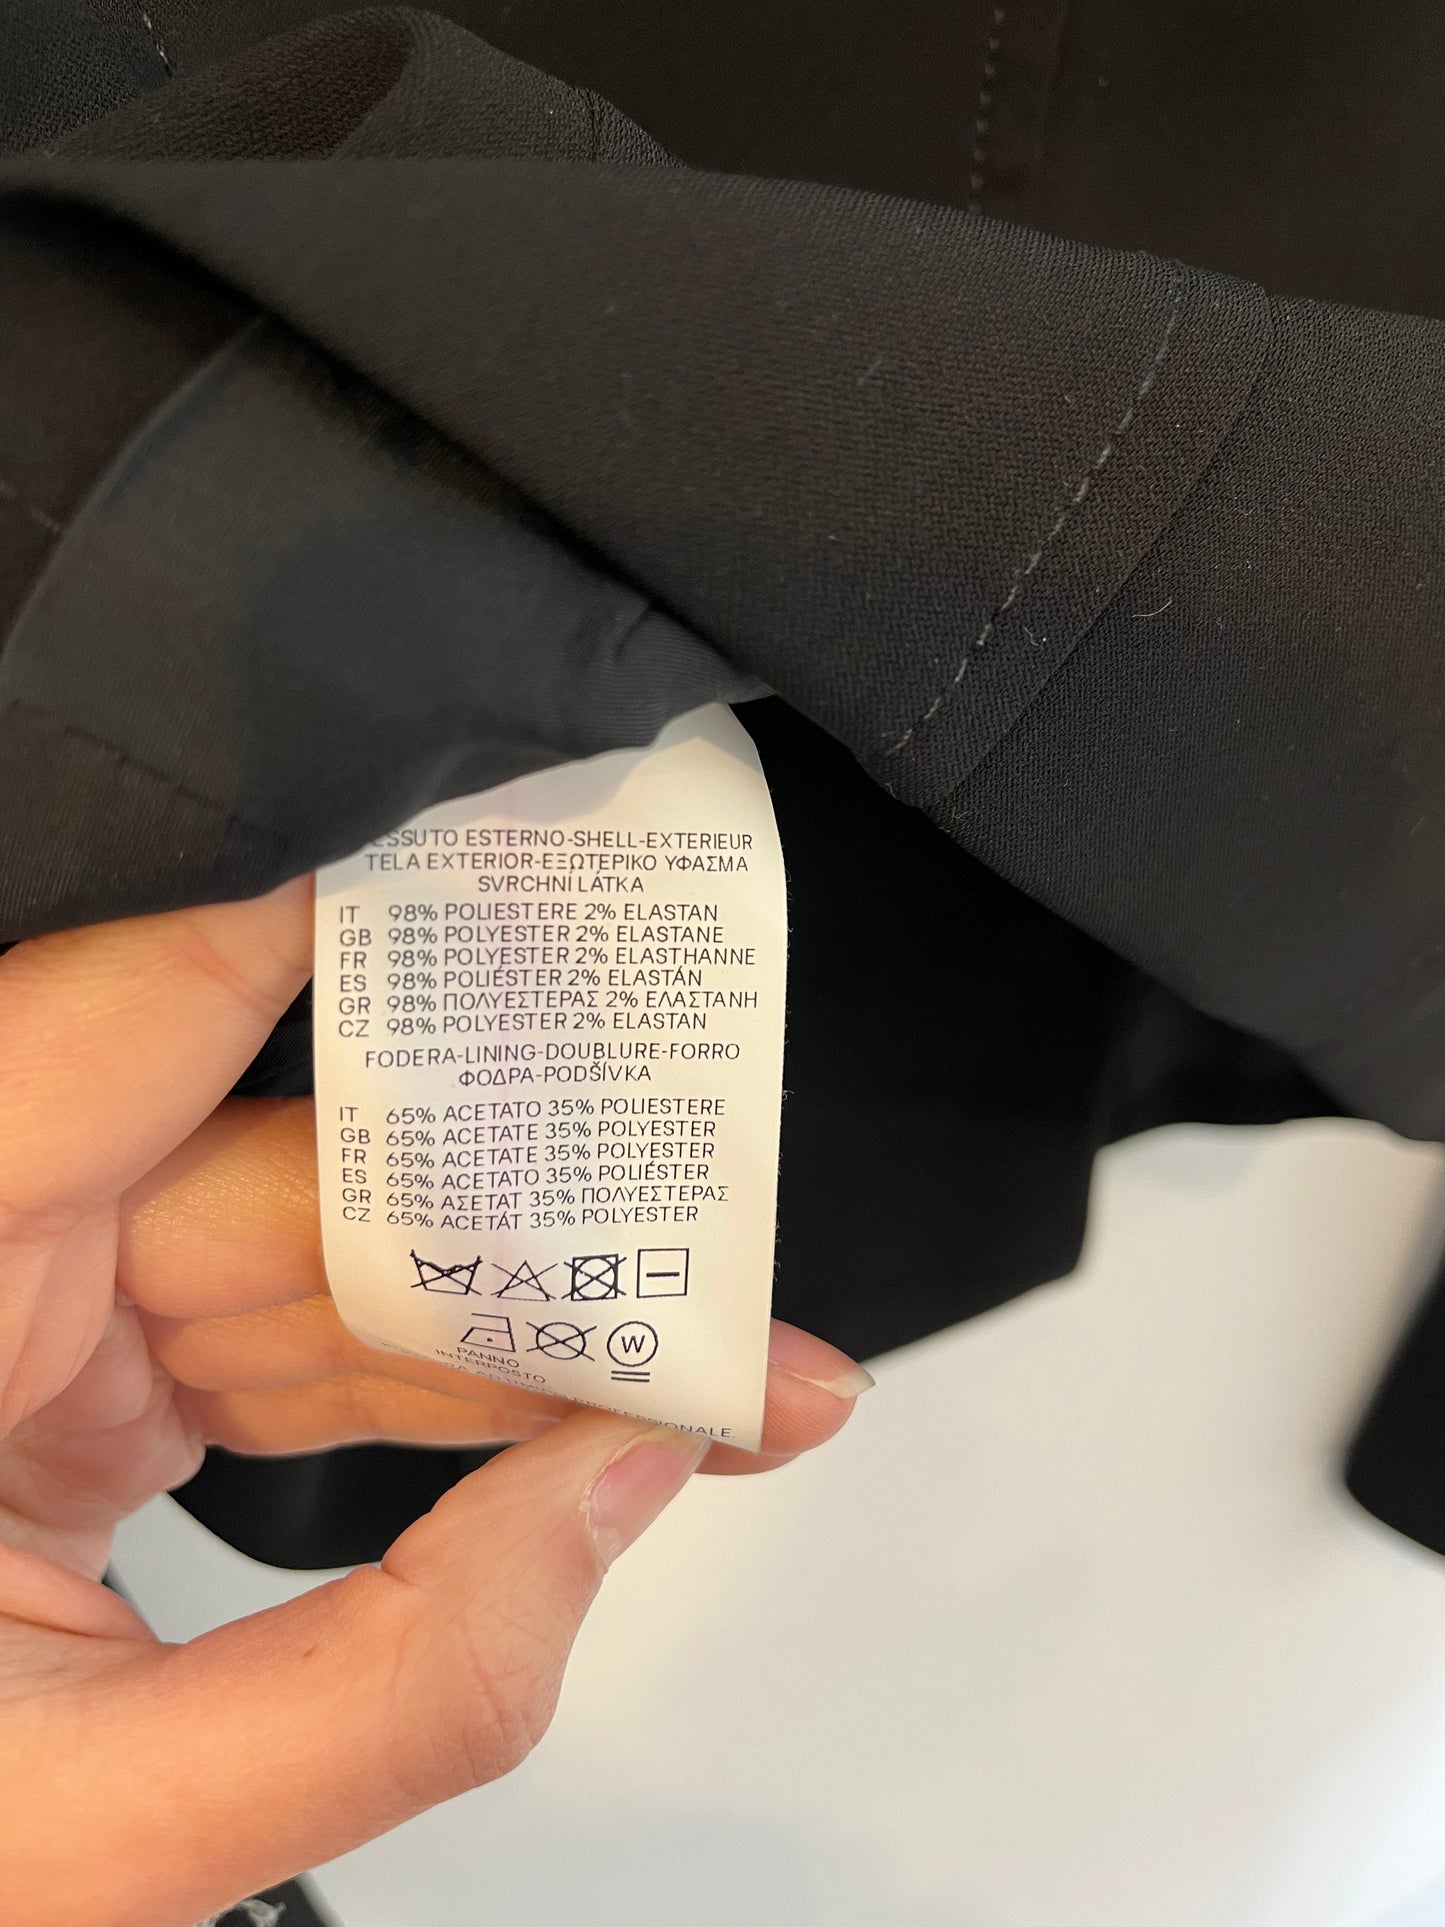 ESSUTO ESTERNO-SHELL-EXTERIEUR
TELA EXTERIOR-ΕΞΩΤΕΡΙΚΟ ΥΦΑΣΜΑ
SVRCHNÍ LÁTKA
IT 98% POLIESTERE 2% ELASTAN
GB 98% POLYESTER 2% ELASTANE
FR 98% POLYESTER 2% ELASTHANNE
ES 98% POLIÉSTER 2% ELASTÁN
GR 98% ΠΟΛΥΕΣΤΕΡΑΣ 2% ΕΛΑΣΤΑΝΗ
CZ 98% POLYESTER 2% ELASTAN
FODERA-LINING-DOUBLURE-FORRO
ΦΟΔΡΑ-PODŠÍVKA
IT 65% ACETATO 35% POLIESTERE
GB 65% ACETATE 35% POLYESTER
FR 65% ACETATE 35% POLYESTER
ES 65% ACETATO 35% POLIÉSTER
GR 65% ΑΣΕΤΑΤ 35% ΠΟΛΥΕΣΤΕΡΑΣ
CZ 65% ACETÁT 35% POLYESTER
W
PANNO
INTERPOSTO
AD UMIDO PROFESSIONALE.